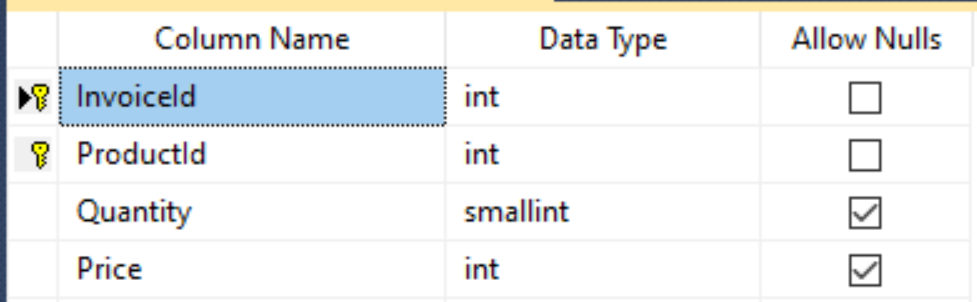 Column Name Data Type Allow Nulls
InvoiceId int
ProductId int
Quantity smallint
Price int